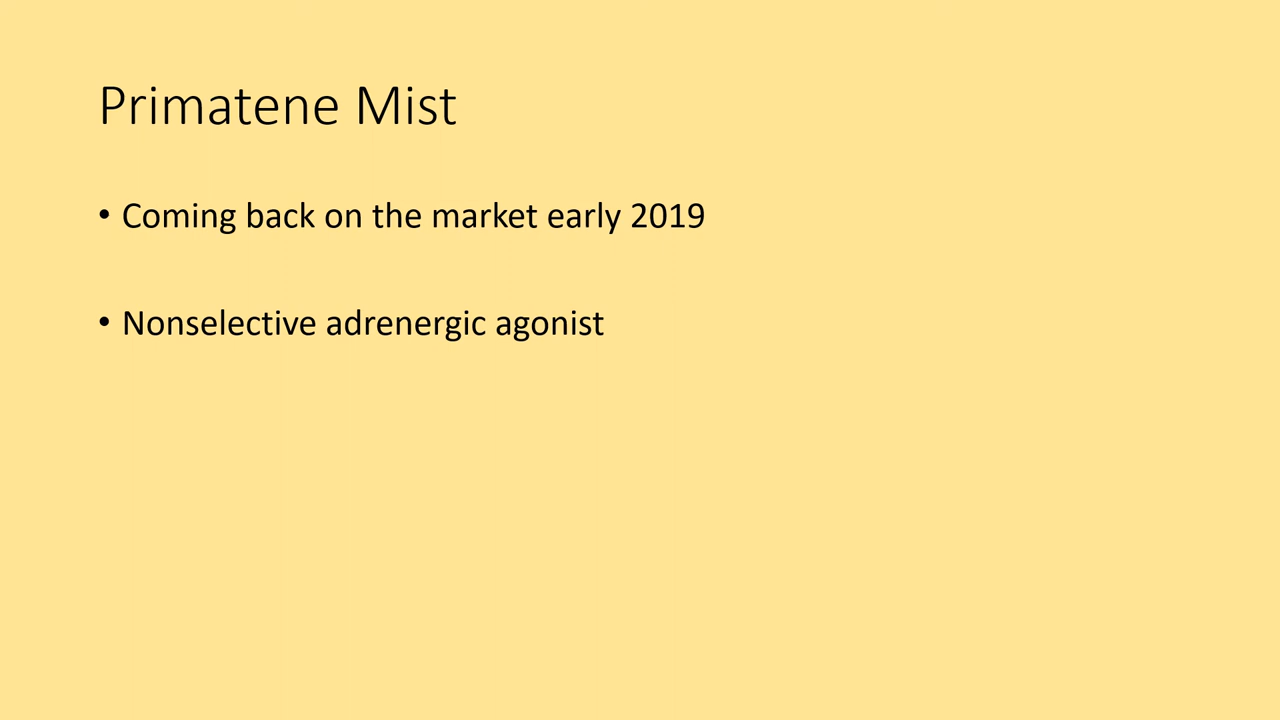 Primatene Mist
• Coming back on the market early 2019
• Nonselective adrenergic agonist